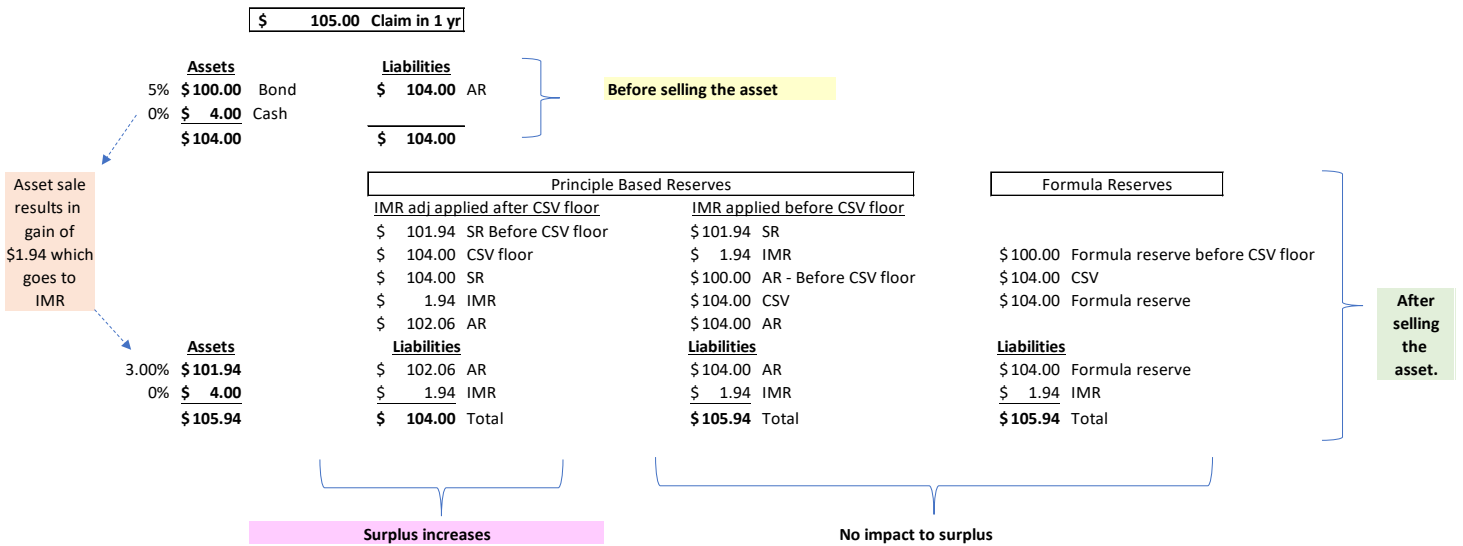 $ 105.00 Claim in 1 yr
Assets Liabilities
5% $ 100.00 Bond $ 104.00 AR Before selling the asset
0% $ 4.00 Cash
$ 104.00 $ 104.00
Asset sale
results in
gain of
$1.94 which
goes to
IMR
Principle Based Reserves Formula Reserves
IMR adj applied after CSV floor IMR applied before CSV floor
$ 101.94 SR Before CSV floor $ 101.94 SR
$ 104.00 CSV floor $ 1.94 IMR $ 100.00 Formula reserve before CSV floor
$ 104.00 SR $ 100.00 AR - Before CSV floor $ 104.00 CSV
$ 1.94 IMR $ 104.00 CSV $ 104.00 Formula reserve
$ 102.06 AR $ 104.00 AR
Assets Liabilities Liabilities Liabilities
3.00% $ 101.94 $ 102.06 AR $ 104.00 AR $ 104.00 Formula reserve
0% $ 4.00 $ 1.94 IMR $ 1.94 IMR $ 1.94 IMR
$ 105.94 $ 104.00 Total $ 105.94 Total $ 105.94 Total
After
selling
the
asset.
Surplus increases No impact to surplus